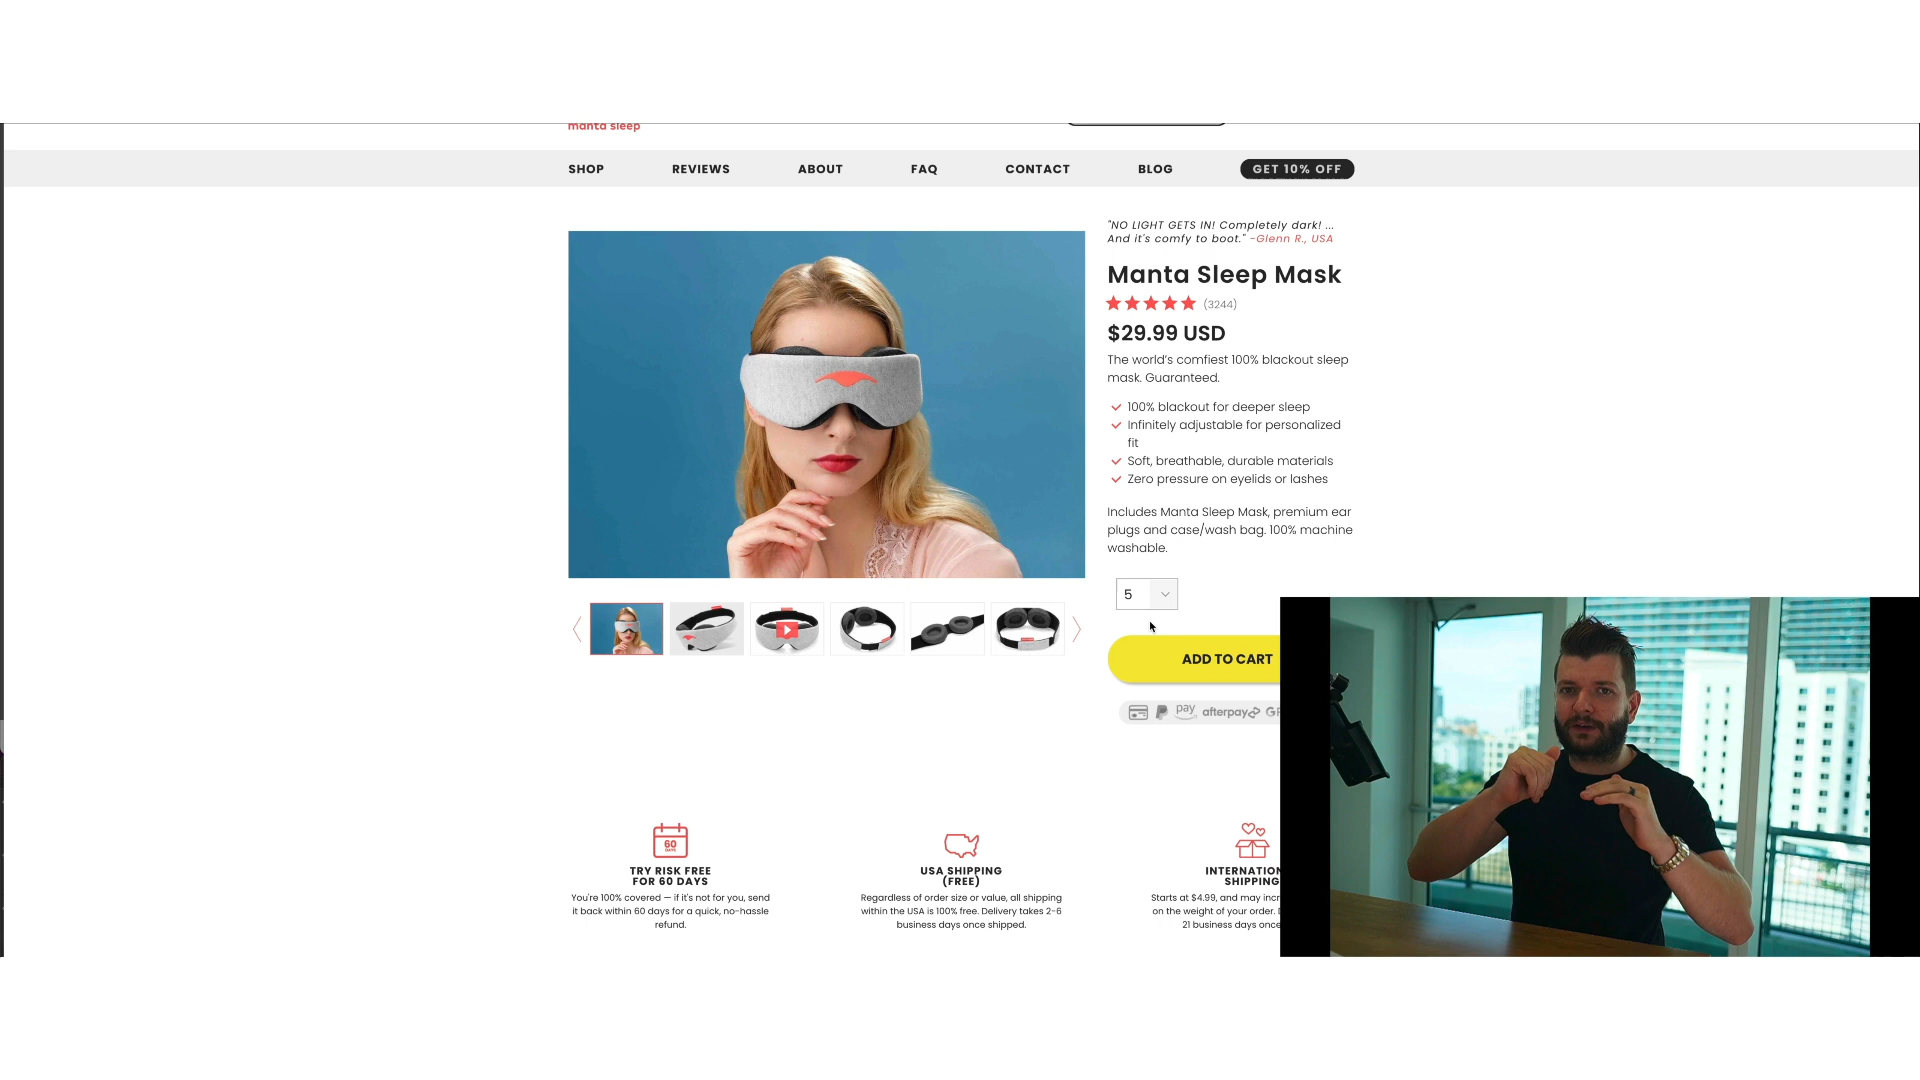 manta sleep
SHOP
REVIEWS
ABOUT
FAQ
CONTACT
BLOG
GET 10% OFF
"NO LIGHT GETS IN! Completely dark! ...
And it's comfy to boot." -Glenn R., USA
Manta Sleep Mask
(3244)
$29.99 USD
The world's comfiest 100% blackout sleep
mask. Guaranteed.
100% blackout for deeper sleep
Infinitely adjustable for personalized
fit
Soft, breathable, durable materials
Zero pressure on eyelids or lashes
Includes Manta Sleep Mask, premium ear
plugs and case/wash bag. 100% machine
washable.
5
ADD TO CART
pay
afterpay
60
DAYS
TRY RISK FREE
FOR 60 DAYS
You're 100% covered — if it's not for you, send
it back within 60 days for a quick, no-hassle
refund.
USA SHIPPING
(FREE)
Regardless of order size or value, all shipping
within the USA is 100% free. Delivery takes 2-6
business days once shipped.
SHIPPING
Starts at $4.99, and may
on the weight of your order.
21 business days once